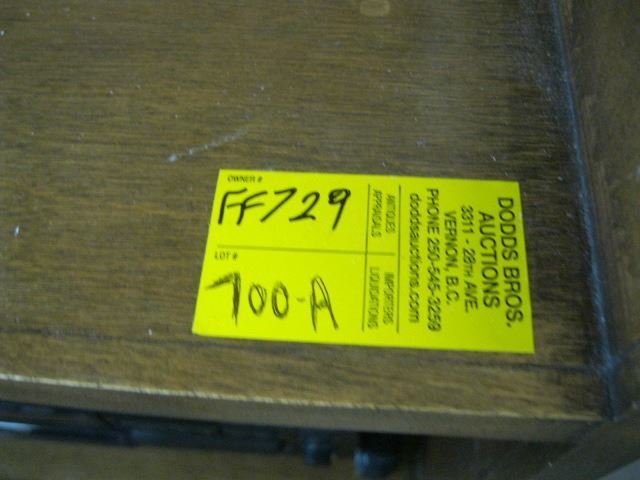 OWNER #
FF729
LOT #
700-A
ANTIQUES
APPRAISALS
IMPORTERS
LIQUIDATIONS
DODDS BROS.
AUCTIONS
3311 - 28TH AVE.
VERNON, B.C.
PHONE 250-545-3259
doddsauctions.com